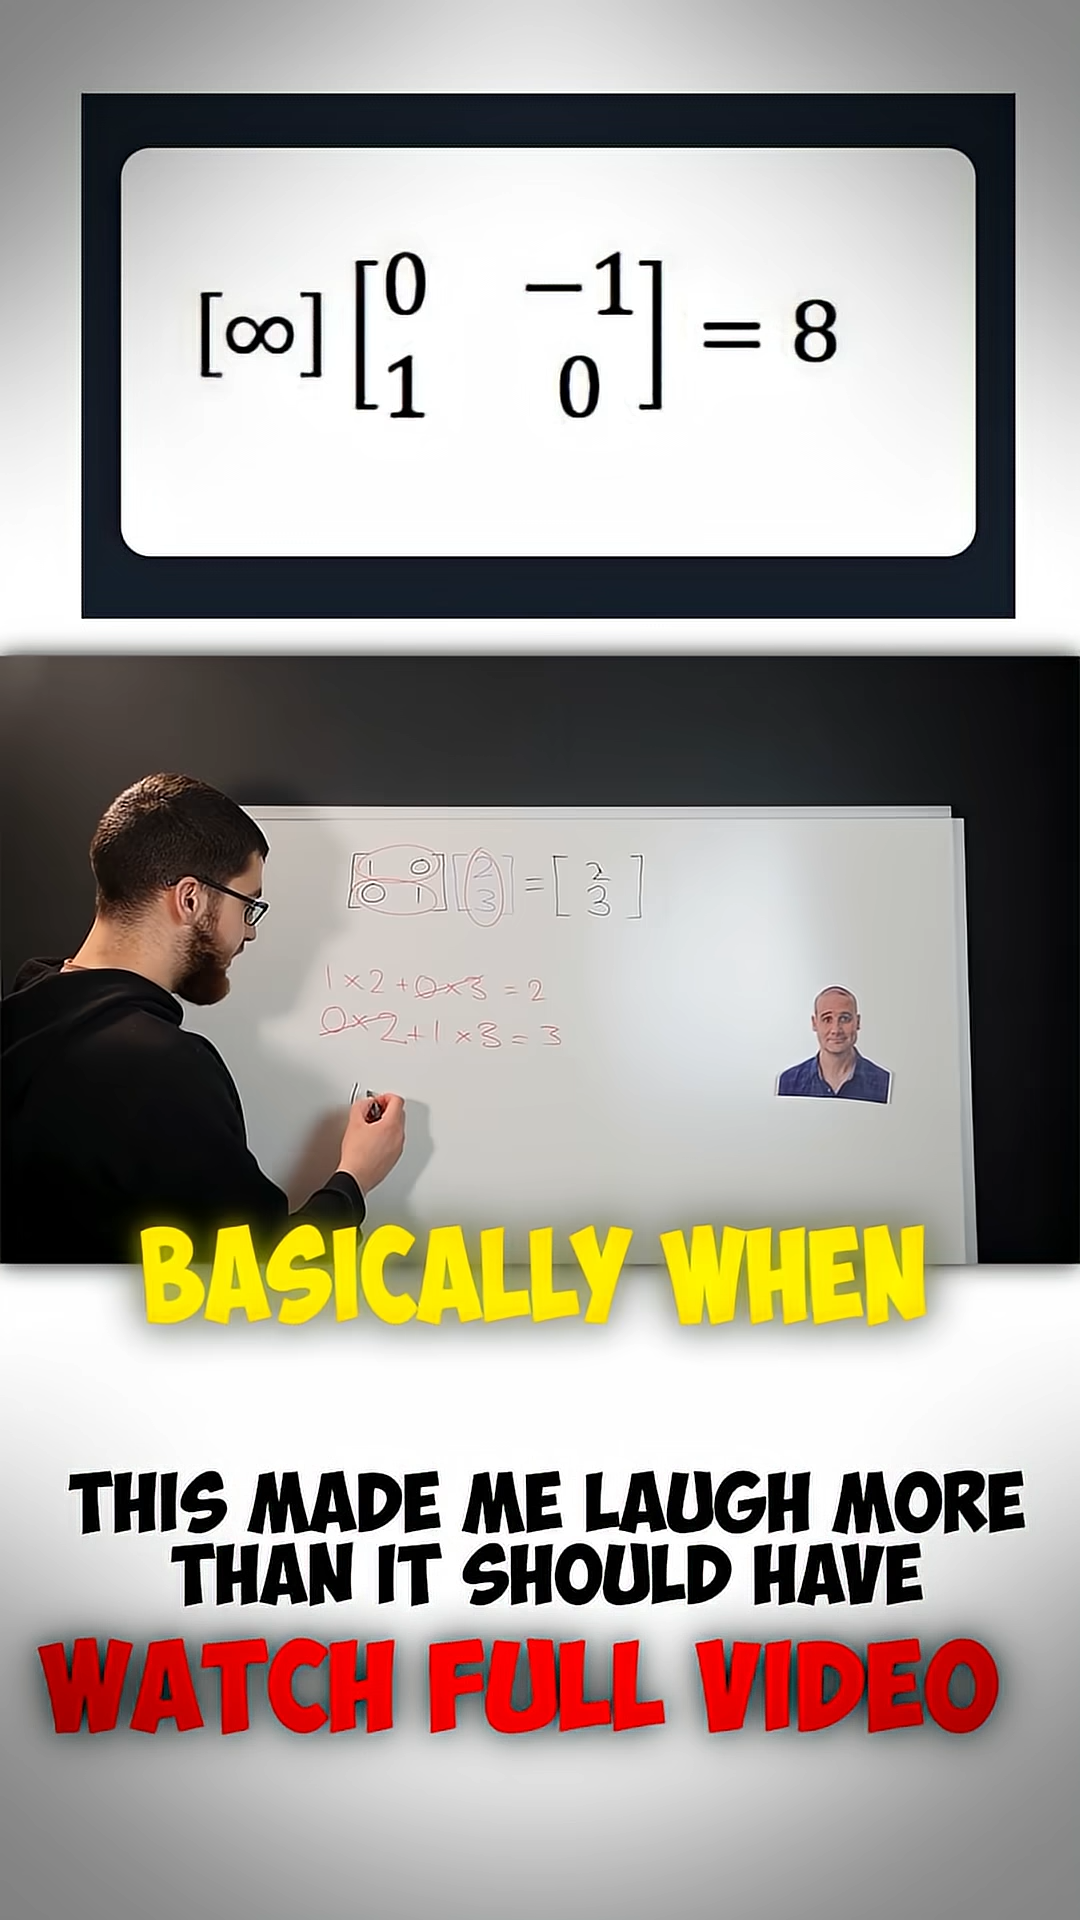 [∞] [0 −1
1 0] = 8
[1 0
0 1] [2
3] = [2
3]
1×2+0×3=2
0×2+1×3=3
BASICALLY WHEN
THIS MADE ME LAUGH MORE
THAN IT SHOULD HAVE
WATCH FULL VIDEO